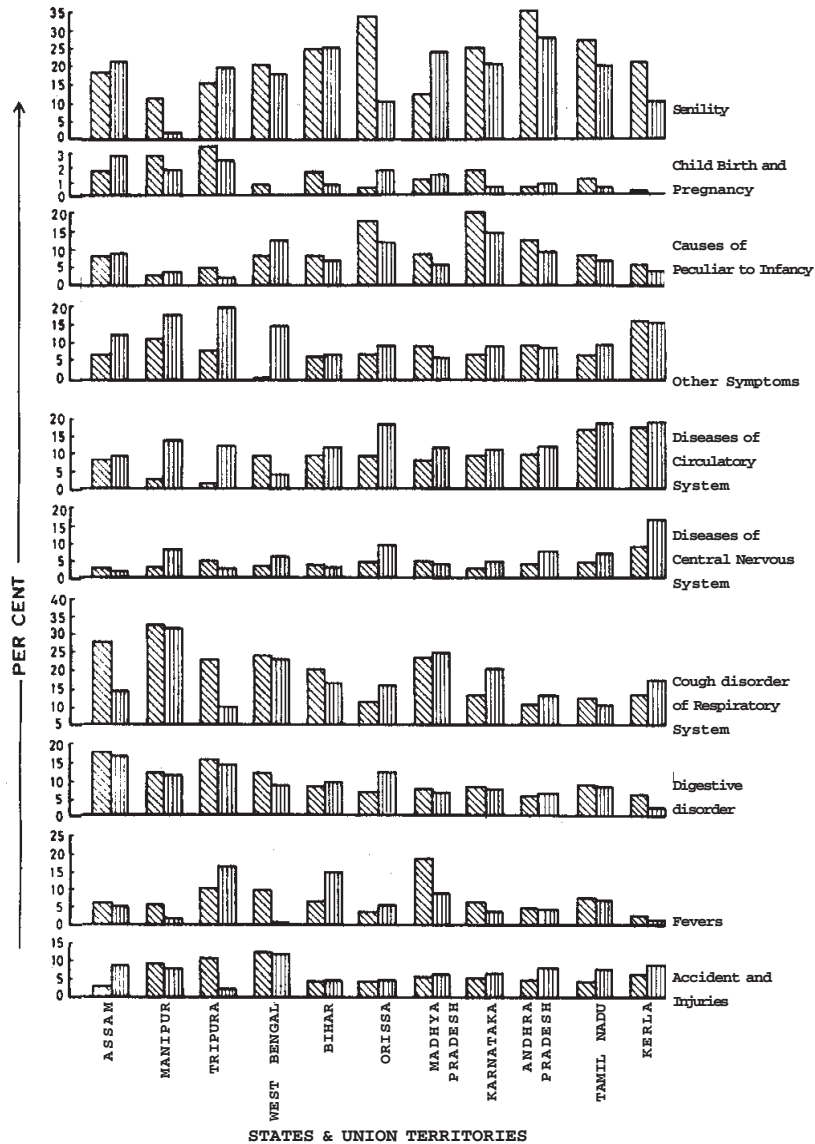 35
30
25
20
15
10
5
0
Senility
3
2
1
0
Child Birth and
Pregnancy
20
15
10
5
0
Causes of
Peculiar to Infancy
20
15
10
5
0
Other Symptoms
20
15
10
5
0
Diseases of
Circulatory
System
20
15
10
5
0
Diseases of
Central Nervous
System
40
35
30
25
20
15
10
5
Cough disorder
of Respiratory
System
20
15
10
5
0
Digestive
disorder
25
20
15
10
5
0
Fevers
15
10
5
0
Accident and
Injuries
PER CENT
ASSAM
MANIPUR
TRIPURA
WEST BENGAL
BIHAR
ORISSA
MADHYA
PRADESH
KARNATAKA
ANDHRA
PRADESH
TAMIL NADU
KERLA
STATES & UNION TERRITORIES